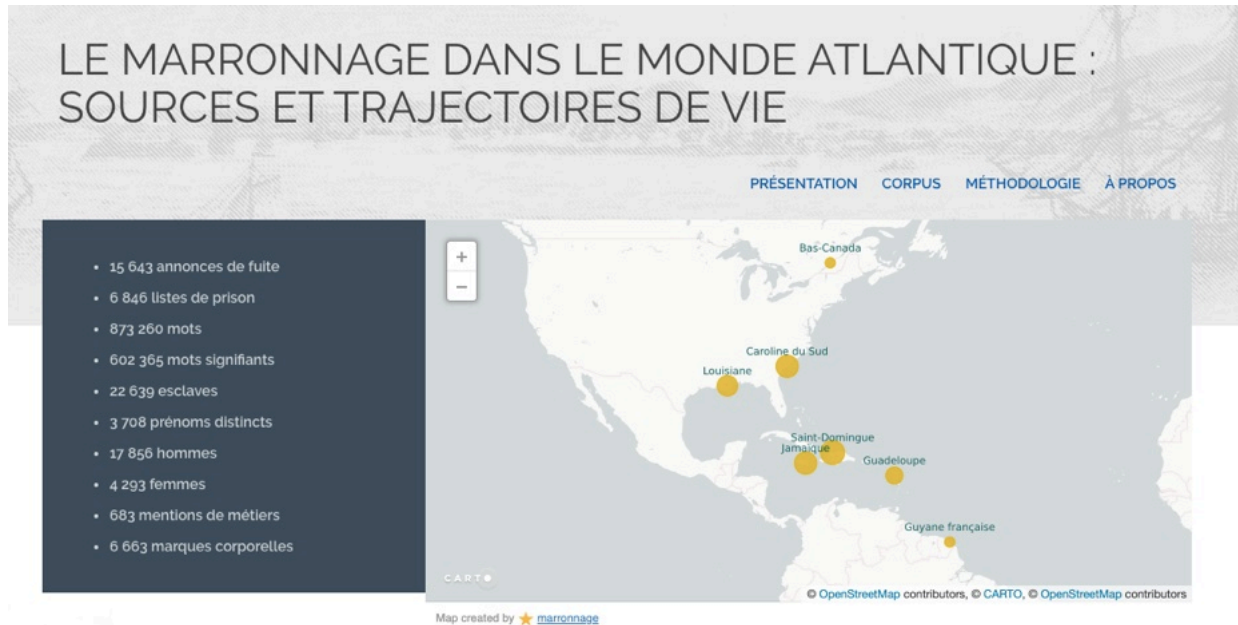 LE MARRONNAGE DANS LE MONDE ATLANTIQUE :
SOURCES ET TRAJECTOIRES DE VIE
PRÉSENTATION CORPUS MÉTHODOLOGIE À PROPOS
• 15 643 annonces de fuite
• 6 846 listes de prison
• 873 260 mots
• 602 365 mots signifiants
• 22 639 esclaves
• 3 708 prénoms distincts
• 17 856 hommes
• 4 293 femmes
• 683 mentions de métiers
• 6 663 marques corporelles
+
−
Bas-Canada
Caroline du Sud
Louisiane
Saint-Domingue
Jamaïque
Guadeloupe
Guyane française
CARTO
© OpenStreetMap contributors, © CARTO, © OpenStreetMap contributors
Map created by marronnage